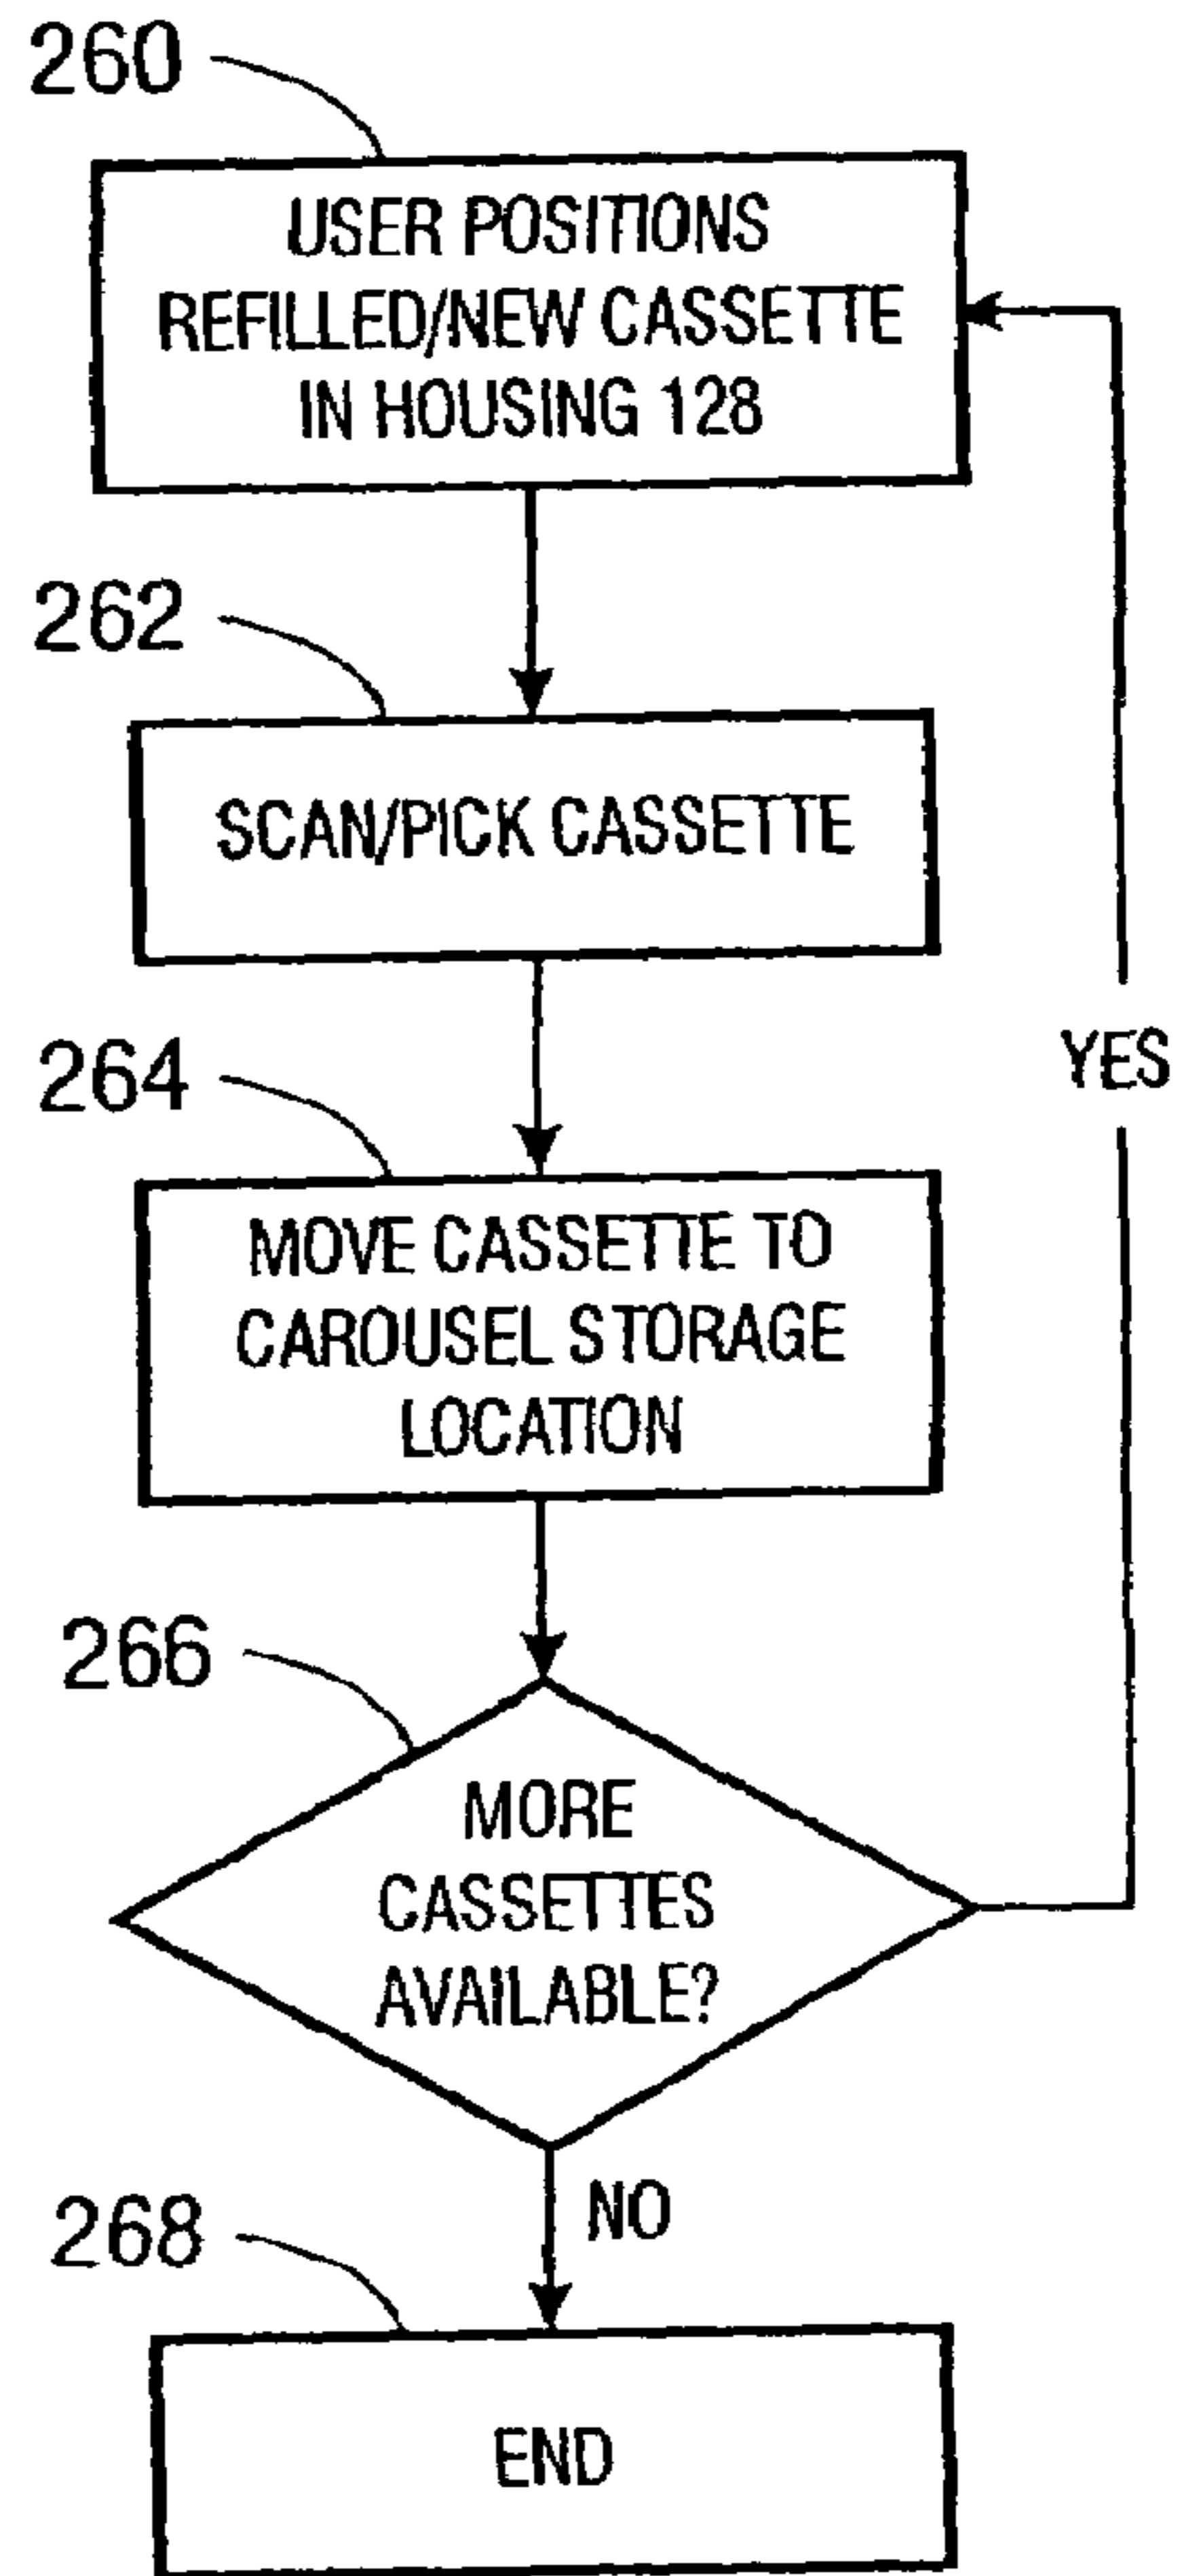 260
USER POSITIONS
REFILLED/NEW CASSETTE
IN HOUSING 128
262
SCAN/PICK CASSETTE
264
MOVE CASSETTE TO
CAROUSEL STORAGE
LOCATION
YES
266
MORE
CASSETTES
AVAILABLE?
NO
268
END